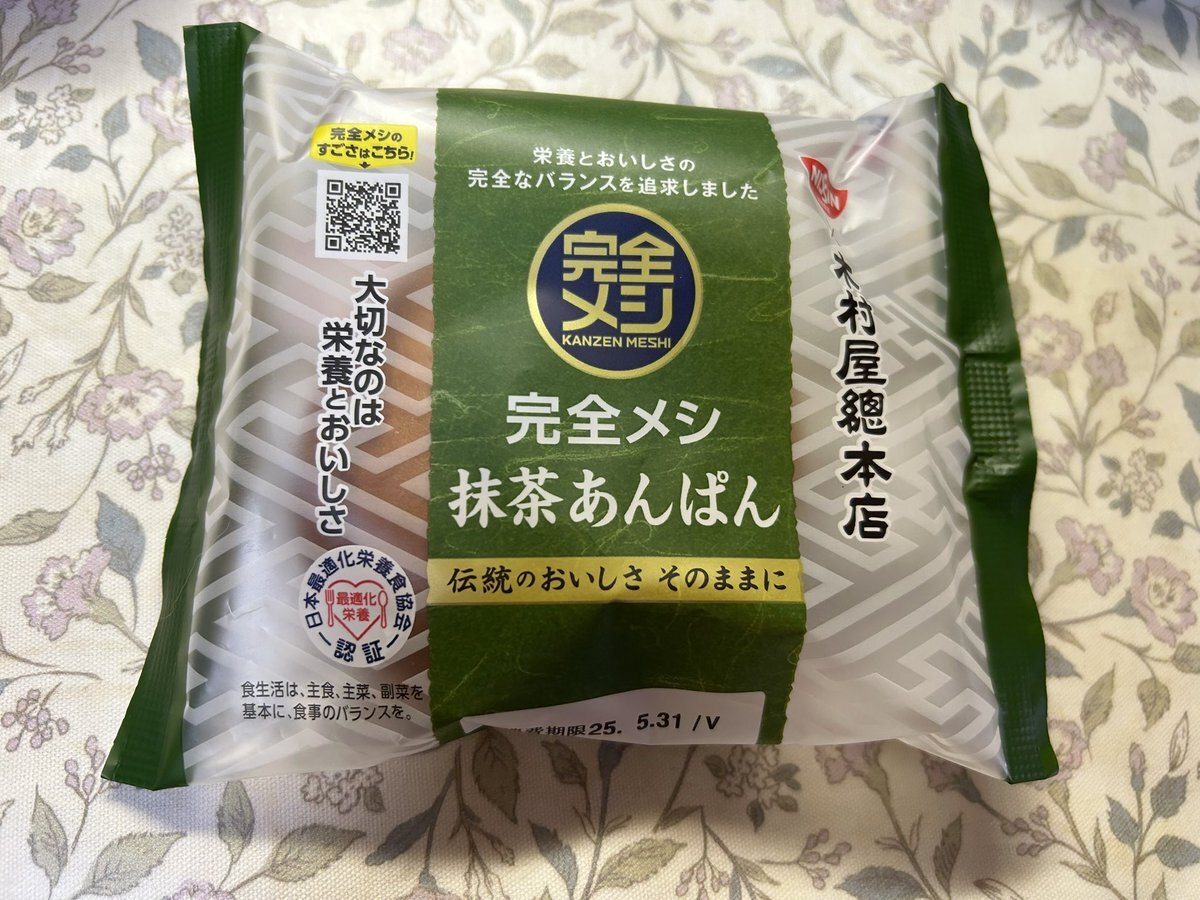 完全メシの
すごさはこちら!
大切なのは
栄養とおいしさ
日本最適化栄養食協会
最適化
栄養
認証
食生活は、主食、主菜、副菜を
基本に、食事のバランスを。
栄養とおいしさの
完全なバランスを追求しました
完全
メシ
KANZEN MESHI
完全メシ
抹茶あんぱん
伝統のおいしさ そのままに
期限25. 5.31 /V
NISSIN
木村屋總本店